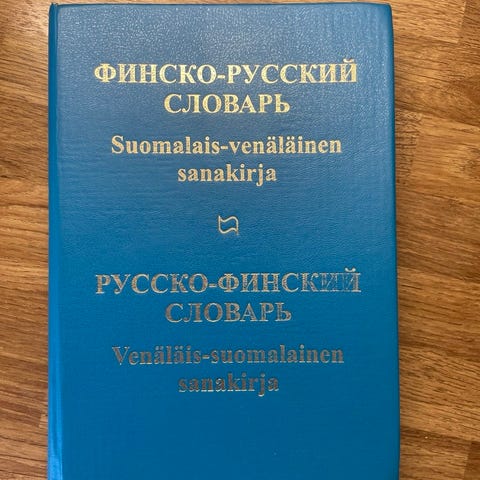 ФИНСКО-РУССКИЙ
СЛОВАРЬ
Suomalais-venäläinen
sanakirja
РУССКО-ФИНСКИЙ
СЛОВАРЬ
Venäläis-suomalainen
sanakirja